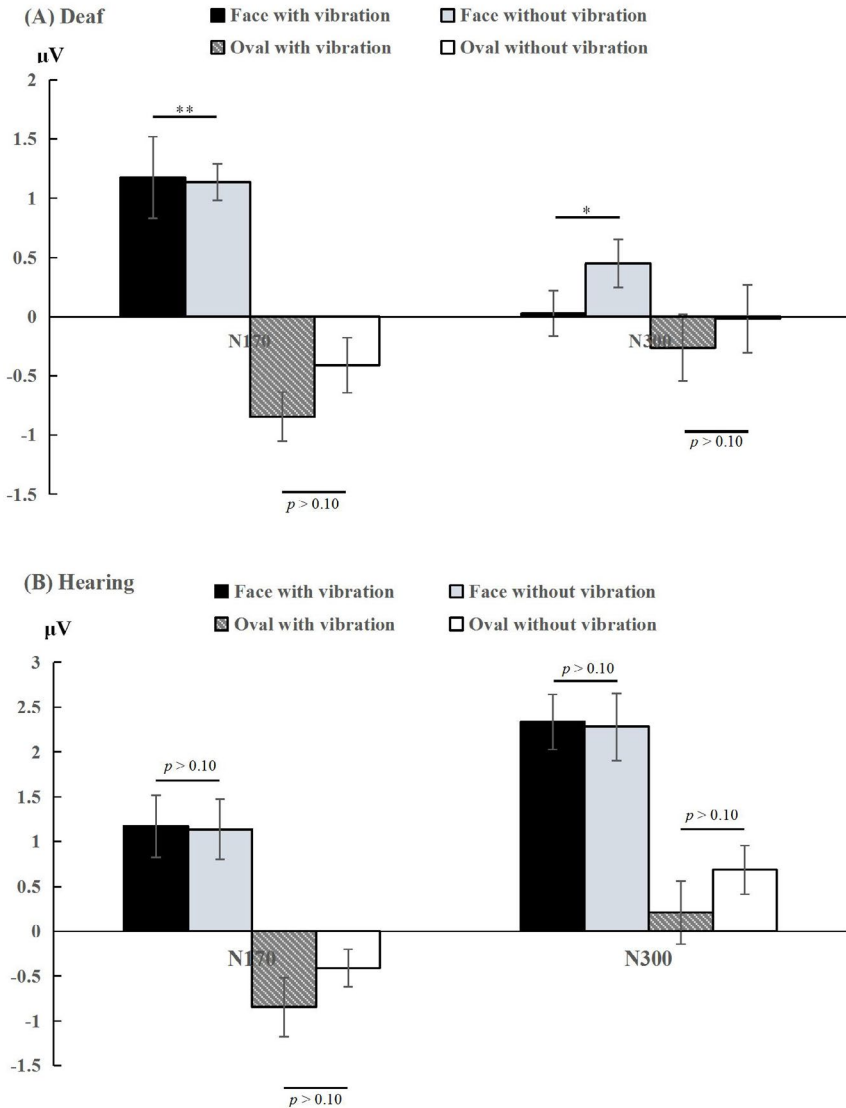 (A) Deaf
Face with vibration Face without vibration
Oval with vibration Oval without vibration
μV
2
1.5
1
0.5
0
-0.5
-1
-1.5
**
*
N170
N300
p > 0.10
p > 0.10
(B) Hearing
Face with vibration Face without vibration
Oval with vibration Oval without vibration
μV
3
2.5
2
1.5
1
0.5
0
-0.5
-1
-1.5
p > 0.10
p > 0.10
p > 0.10
N170
N300
p > 0.10